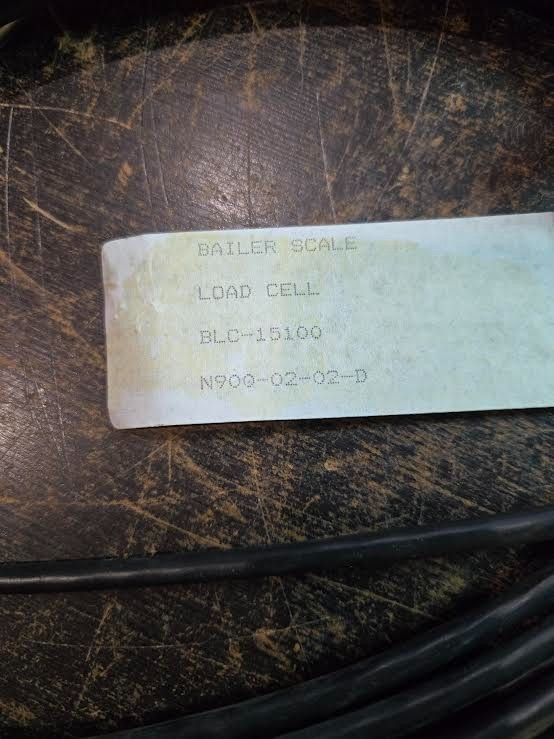 BAILER SCALE
LOAD CELL
BLC-15100
N900-02-02-D